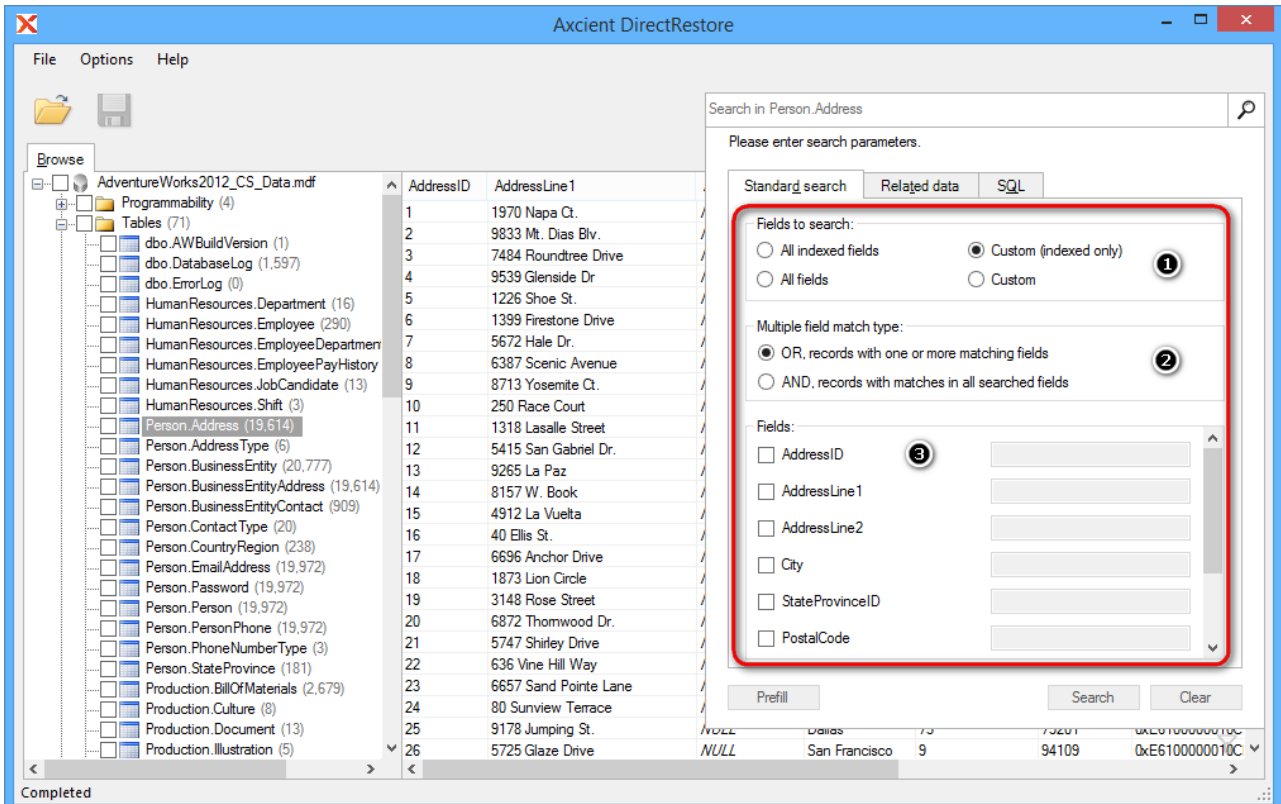 Axcient DirectRestore
File Options Help
Search in Person.Address
Please enter search parameters.
Browse
Standard search Related data SQL
AdventureWorks2012_CS_Data.mdf
Programmability (4)
Tables (71)
dbo.AWBuildVersion (1)
dbo.DatabaseLog (1,597)
dbo.ErrorLog (0)
HumanResources.Department (16)
HumanResources.Employee (290)
HumanResources.EmployeeDepartment
HumanResources.EmployeePayHistory
HumanResources.JobCandidate (13)
HumanResources.Shift (3)
Person.Address (19,614)
Person.AddressType (6)
Person.BusinessEntity (20,777)
Person.BusinessEntityAddress (19,614)
Person.BusinessEntityContact (909)
Person.ContactType (20)
Person.CountryRegion (238)
Person.EmailAddress (19,972)
Person.Password (19,972)
Person.Person (19,972)
Person.PersonPhone (19,972)
Person.PhoneNumberType (3)
Person.StateProvince (181)
Production.BillOfMaterials (2,679)
Production.Culture (8)
Production.Document (13)
Production.Illustration (5)
AddressID AddressLine1
1 1970 Napa Ct.
2 9833 Mt. Dias Blv.
3 7484 Roundtree Drive
4 9539 Glenside Dr
5 1226 Shoe St.
6 1399 Firestone Drive
7 5672 Hale Dr.
8 6387 Scenic Avenue
9 8713 Yosemite Ct.
10 250 Race Court
11 1318 Lasalle Street
12 5415 San Gabriel Dr.
13 9265 La Paz
14 8157 W. Book
15 4912 La Vuelta
16 40 Ellis St.
17 6696 Anchor Drive
18 1873 Lion Circle
19 3148 Rose Street
20 6872 Thornwood Dr.
21 5747 Shirley Drive
22 636 Vine Hill Way
23 6657 Sand Pointe Lane
24 80 Sunview Terrace
25 9178 Jumping St. NULL Dallas 73 75201
26 5725 Glaze Drive NULL San Francisco 9 94109 0xE6100000010C
Fields to search:
All indexed fields Custom (indexed only)
All fields Custom
1
Multiple field match type:
OR, records with one or more matching fields
AND, records with matches in all searched fields
2
Fields:
AddressID
3
AddressLine1
AddressLine2
City
StateProvinceID
PostalCode
Prefill Search Clear
Completed